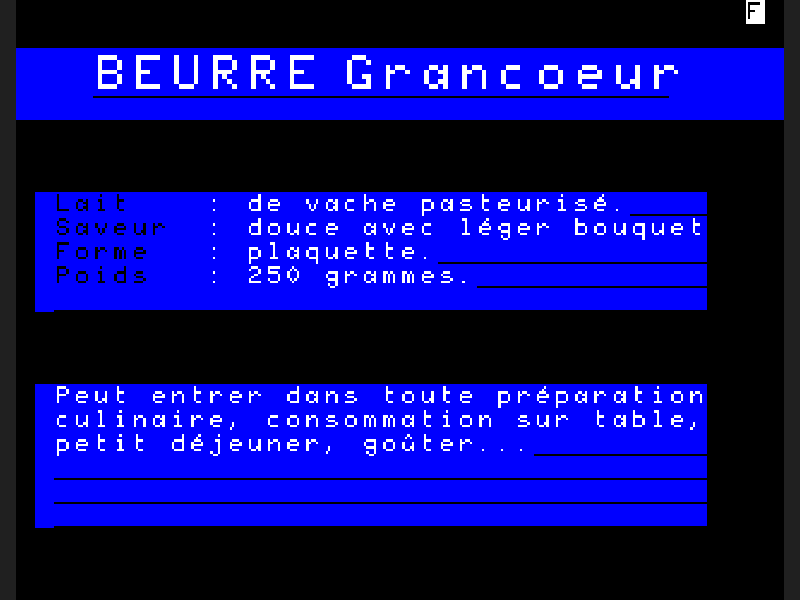 F
BEURRE Grancoeur
Lait : de vache pasteurisé.
Saveur : douce avec léger bouquet
Forme : plaquette.
Poids : 250 grammes.
Peut entrer dans toute préparation
culinaire, consommation sur table,
petit déjeuner, goûter...